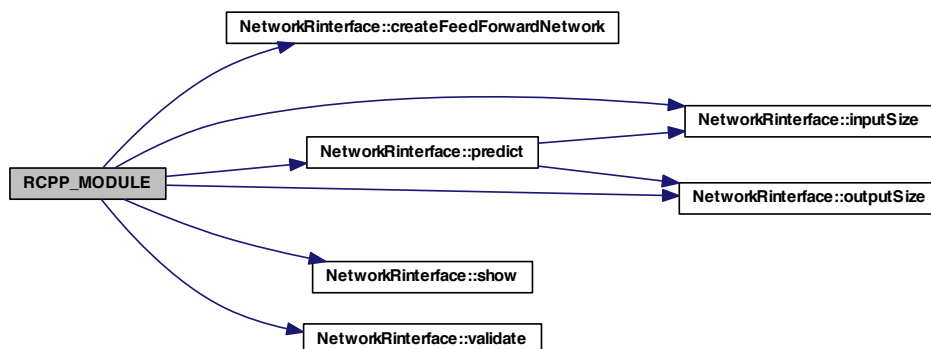 NetworkRinterface::createFeedForwardNetwork
NetworkRinterface::inputSize
NetworkRinterface::predict
RCPP_MODULE
NetworkRinterface::outputSize
NetworkRinterface::show
NetworkRinterface::validate